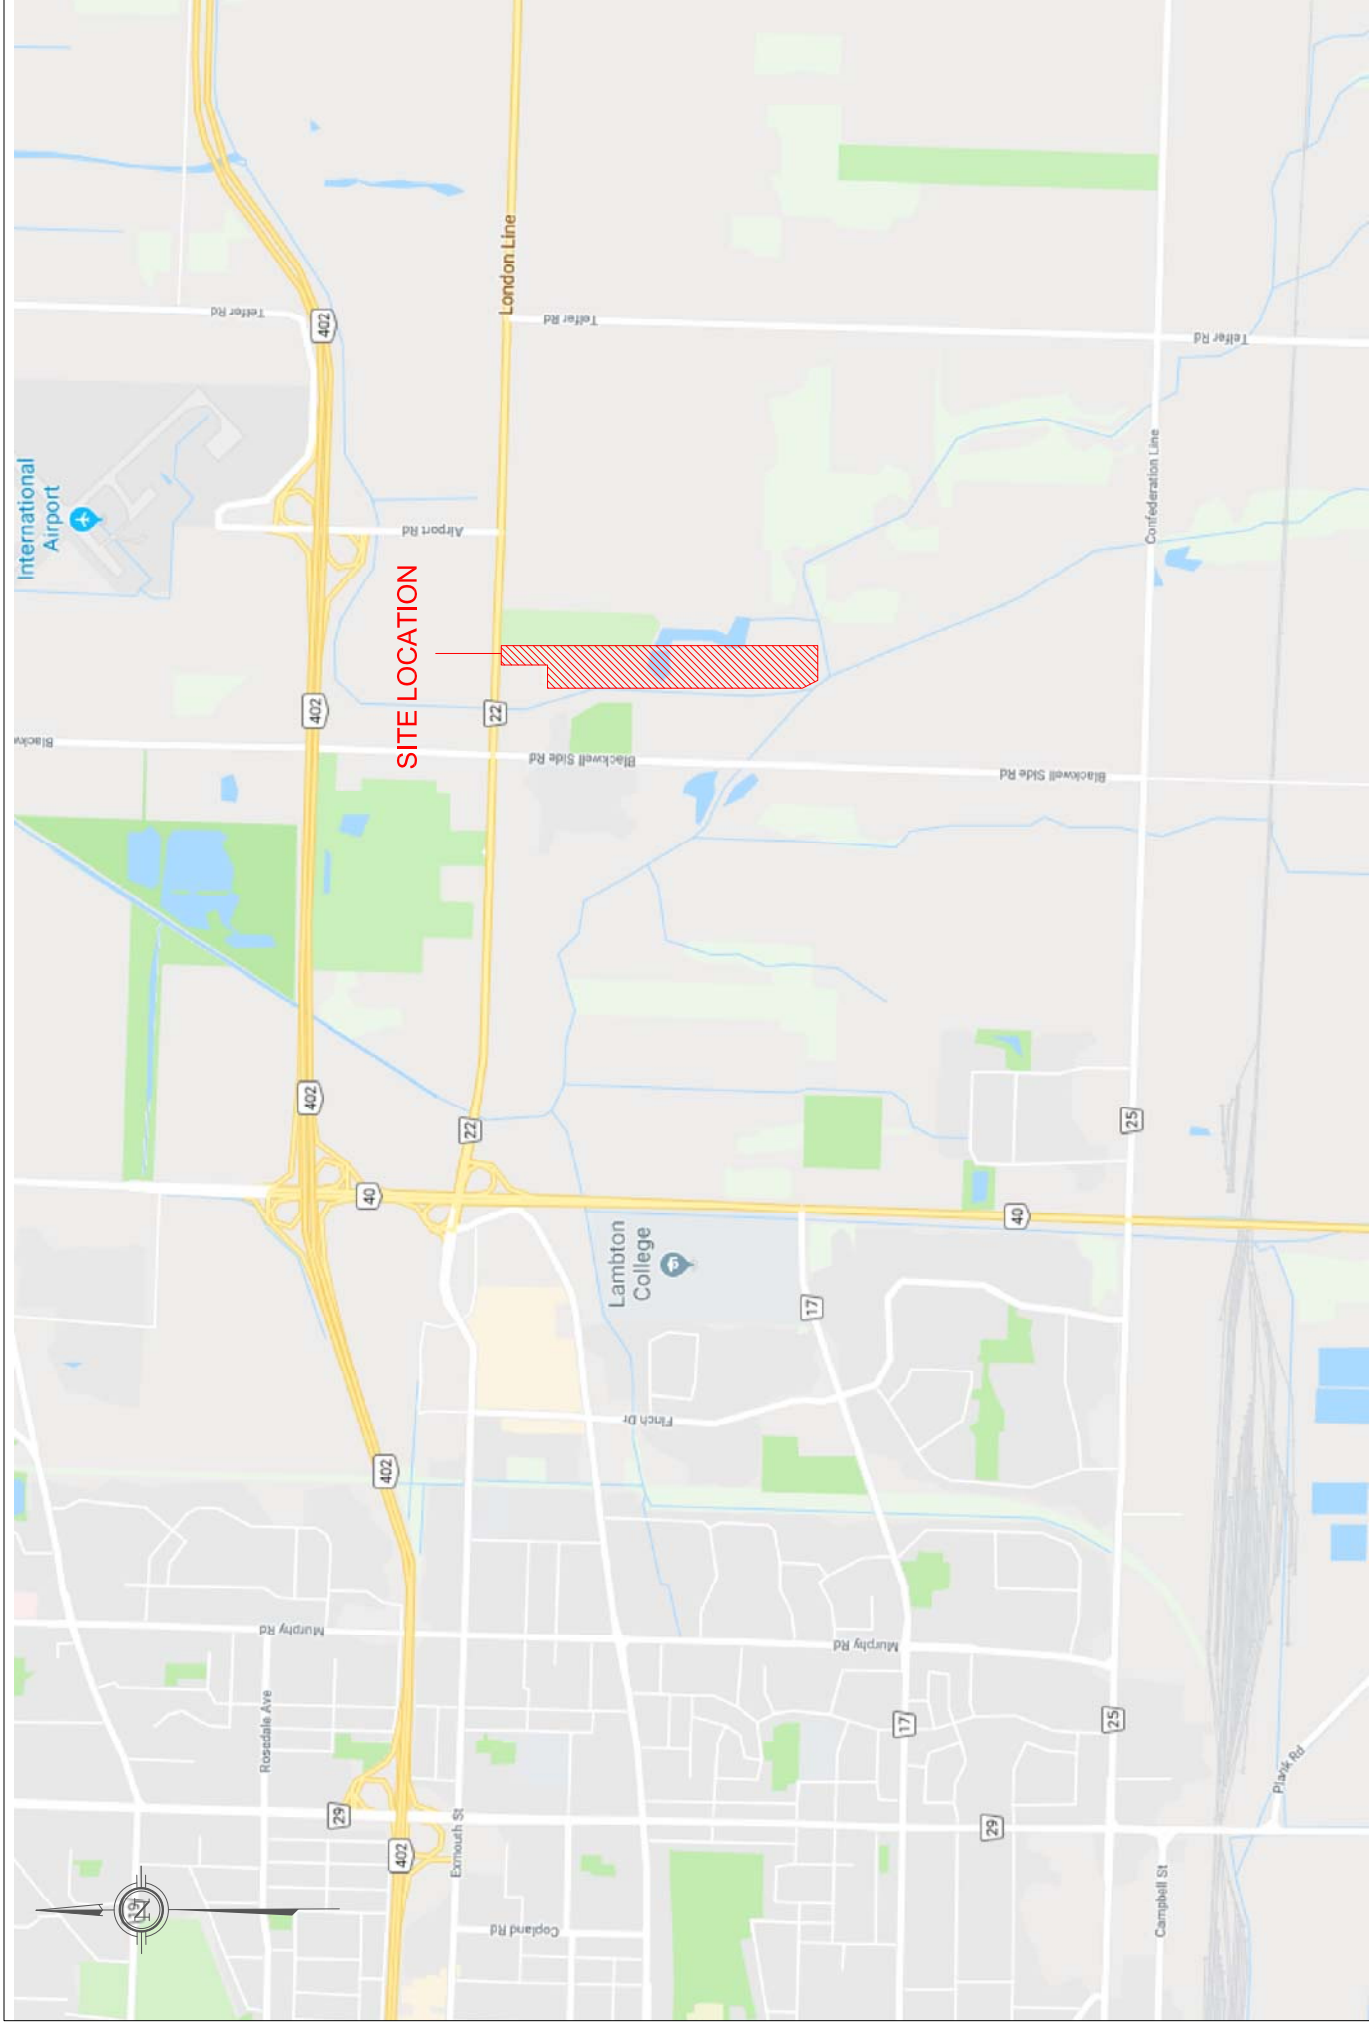 International
Airport
19
N
Rosedale Ave
Telfer Rd
Murphy Rd
402
402
402
29
40
402
402
SITE LOCATION
Airport Rd
Exmouth St
22
22
London Line
Copland Rd
Telfer Rd
Blackwell Side Rd
Lambton
College
Finch Dr
17
Murphy Rd
17
29
40
Blackwell Side Rd
25
25
Confederation Line
Campbell St
Telfer Rd
Plank Rd